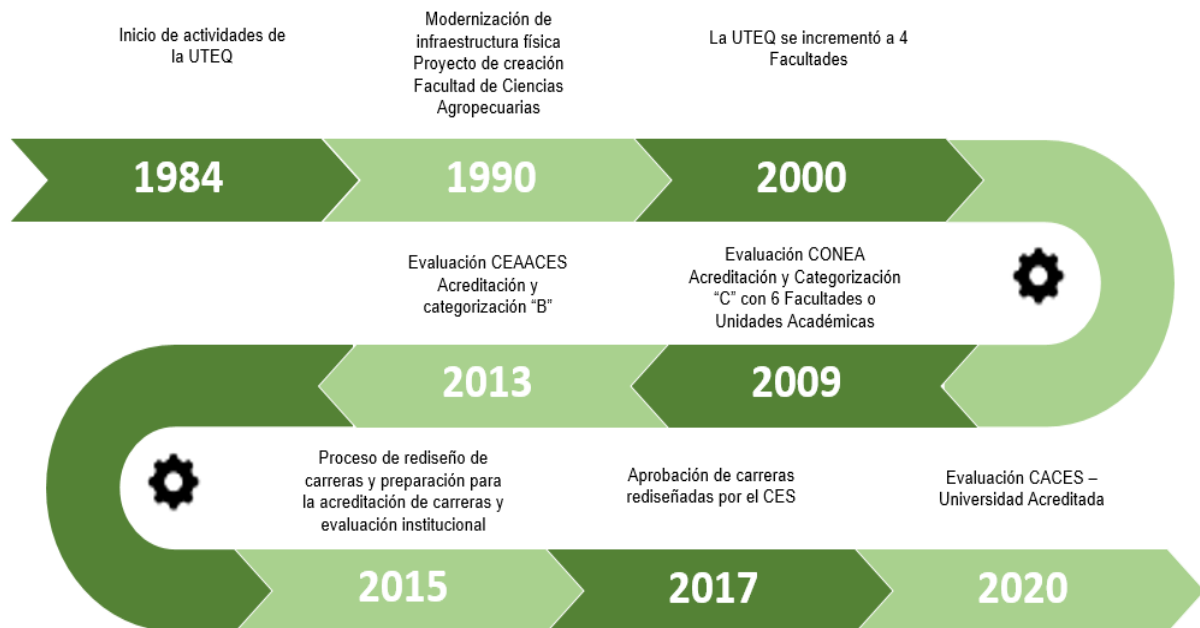 Inicio de actividades de
la UTEQ
Modernización de
infraestructura física
Proyecto de creación
Facultad de Ciencias
Agropecuarias
La UTEQ se incrementó a 4
Facultades
1984
1990
2000
Evaluación CONEA
Acreditación y Categorización
“C” con 6 Facultades o
Unidades Académicas
Evaluación CEAACES
Acreditación y
categorización “B”
2009
2013
Proceso de rediseño de
carreras y preparación para
la acreditación de carreras y
evaluación institucional
Aprobación de carreras
rediseñadas por el CES
Evaluación CACES –
Universidad Acreditada
2015
2017
2020